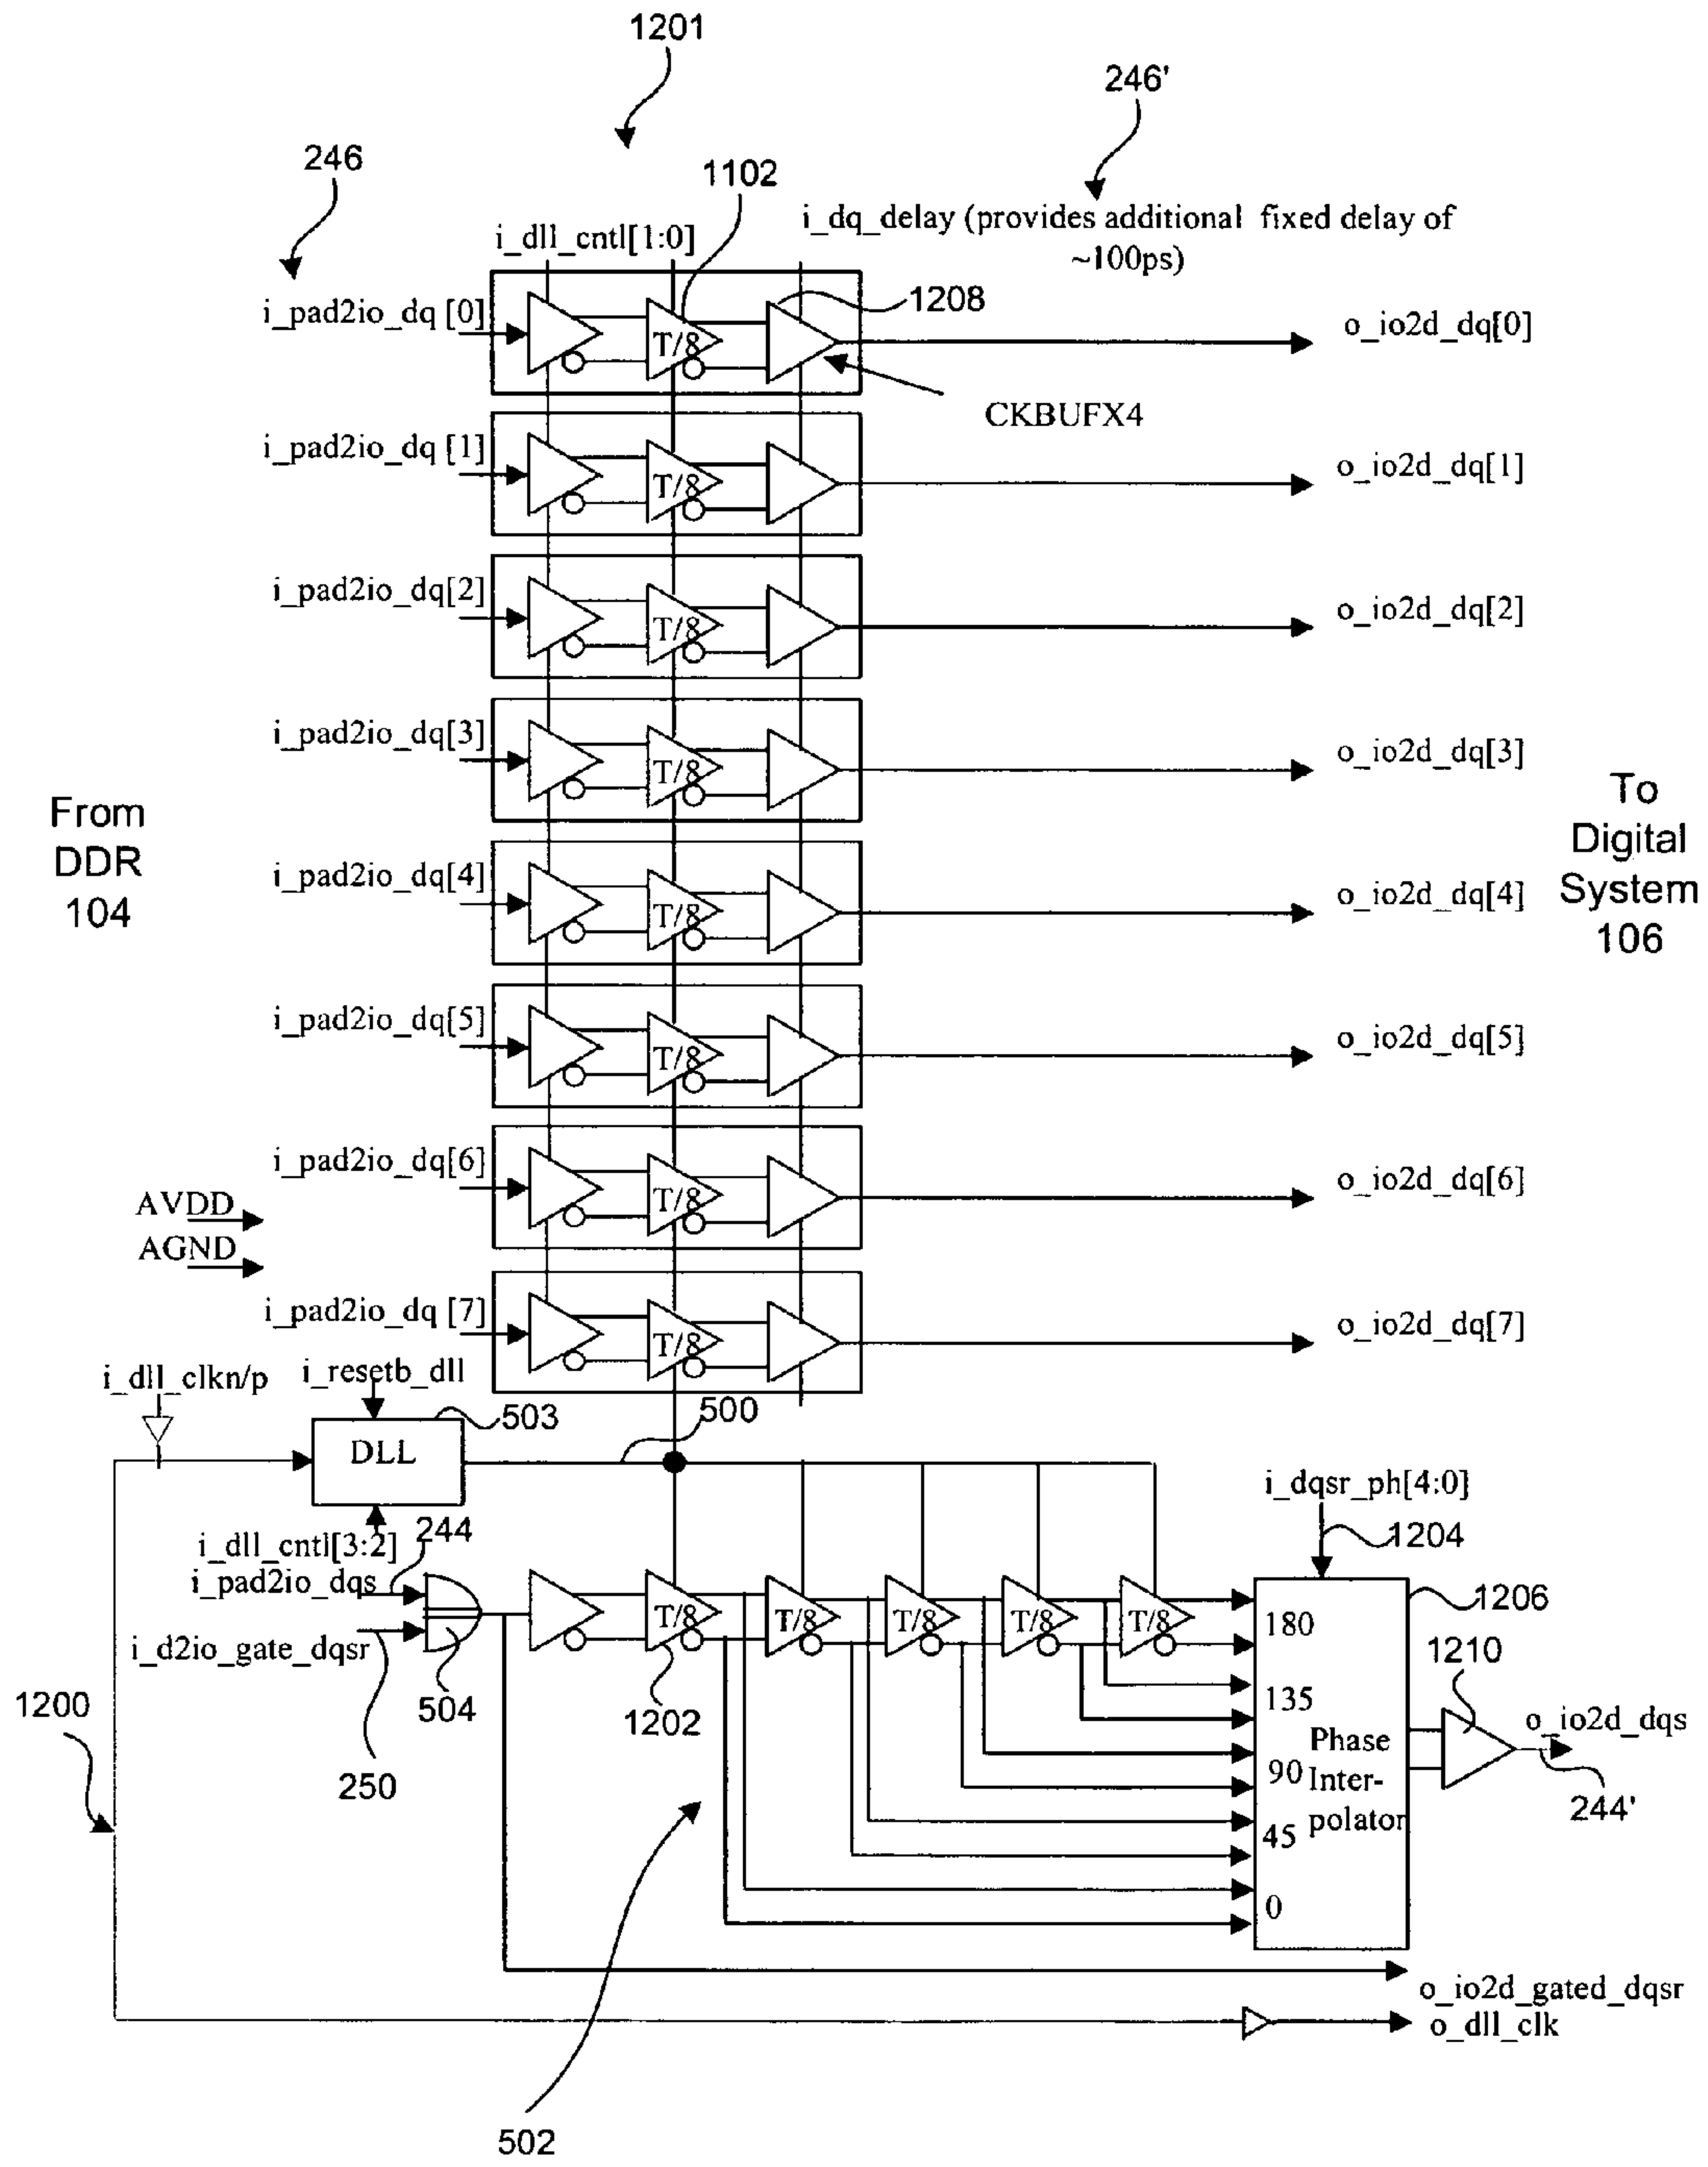 1201
246'
246
1102
i_dq_delay (provides additional fixed delay of
~100ps)
i_dll_cntl[1:0]
i_pad2io_dq [0]
T/8
1208
o_io2d_dq[0]
CKBUFX4
i_pad2io_dq [1]
T/8
o_io2d_dq[1]
i_pad2io_dq[2]
T/8
o_io2d_dq[2]
i_pad2io_dq[3]
T/8
o_io2d_dq[3]
From
DDR
104
To
Digital
System
106
i_pad2io_dq[4]
T/8
o_io2d_dq[4]
i_pad2io_dq[5]
T/8
o_io2d_dq[5]
i_pad2io_dq[6]
T/8
o_io2d_dq[6]
AVDD
AGND
i_pad2io_dq [7]
T/8
o_io2d_dq[7]
i_dll_clkn/p
i_resetb_dll
503
500
DLL
i_dqsr_ph[4:0]
1204
i_dll_cntl[3:2]
244
i_pad2io_dqs
i_d2io_gate_dqsr
504
250
T/8
T/8
T/8
T/8
T/8
1202
1206
180
135
90
45
0
Phase
Inter-
polator
1210
o_io2d_dqs
244'
1200
o_io2d_gated_dqsr
o_dll_clk
502